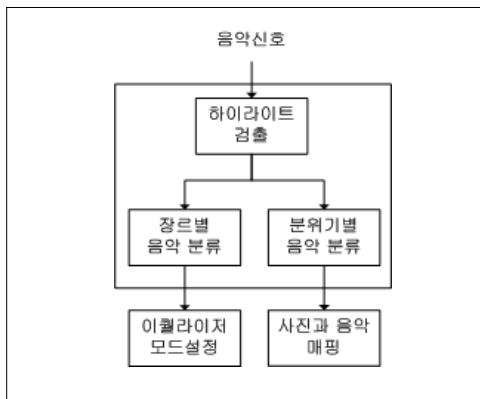 음악신호
하이라이트
검출
장르별
음악 분류
분위기별
음악 분류
이퀄라이저
모드설정
사진과 음악
매핑